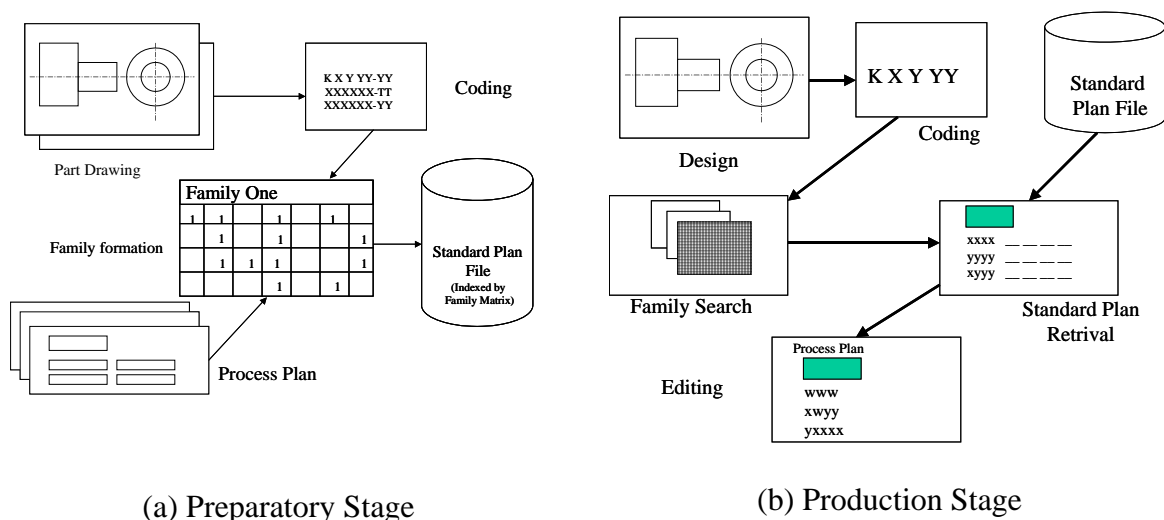 K X Y YY-YY
XXXXXX-TT
XXXXXX-YY
Coding
Part Drawing
Family One
1 1 1 1
1 1 1
1 1 1 1
1 1
Family formation
Standard Plan
File
(Indexed by
Family Matrix)
Process Plan
(a) Preparatory Stage
K X Y YY
Standard
Plan File
Coding
Design
xxxx _ _ _ _
yyyy _ _ _ _
xyyy _ _ _ _
Family Search
Standard Plan
Retrival
Process Plan
Editing
www
xwyy
yxxxx
(b) Production Stage